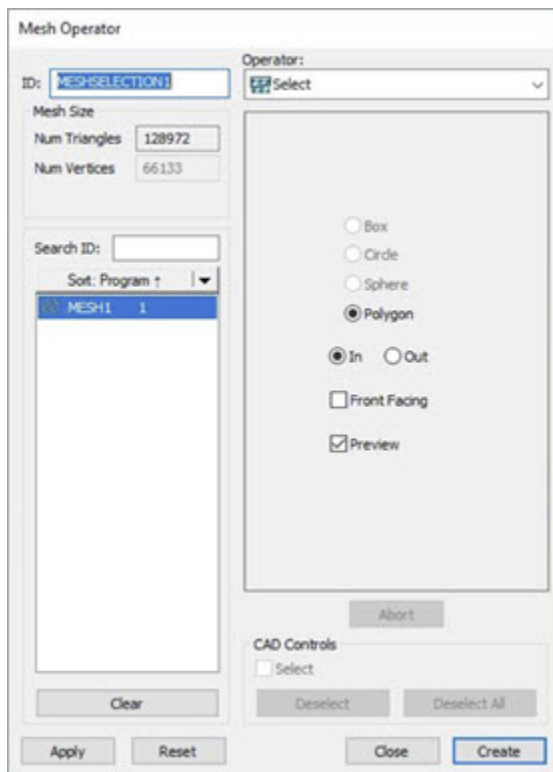 Mesh Operator
ID: MESHSELECTION1
Mesh Size
Num Triangles 128972
Num Vertices 66133
Search ID:
Sort: Program ↑
MESH1 1
Clear
Apply Reset
Operator:
Select
Box
Circle
Sphere
Polygon
In Out
Front Facing
Preview
Abort
CAD Controls
Select
Deselect Deselect All
Close Create